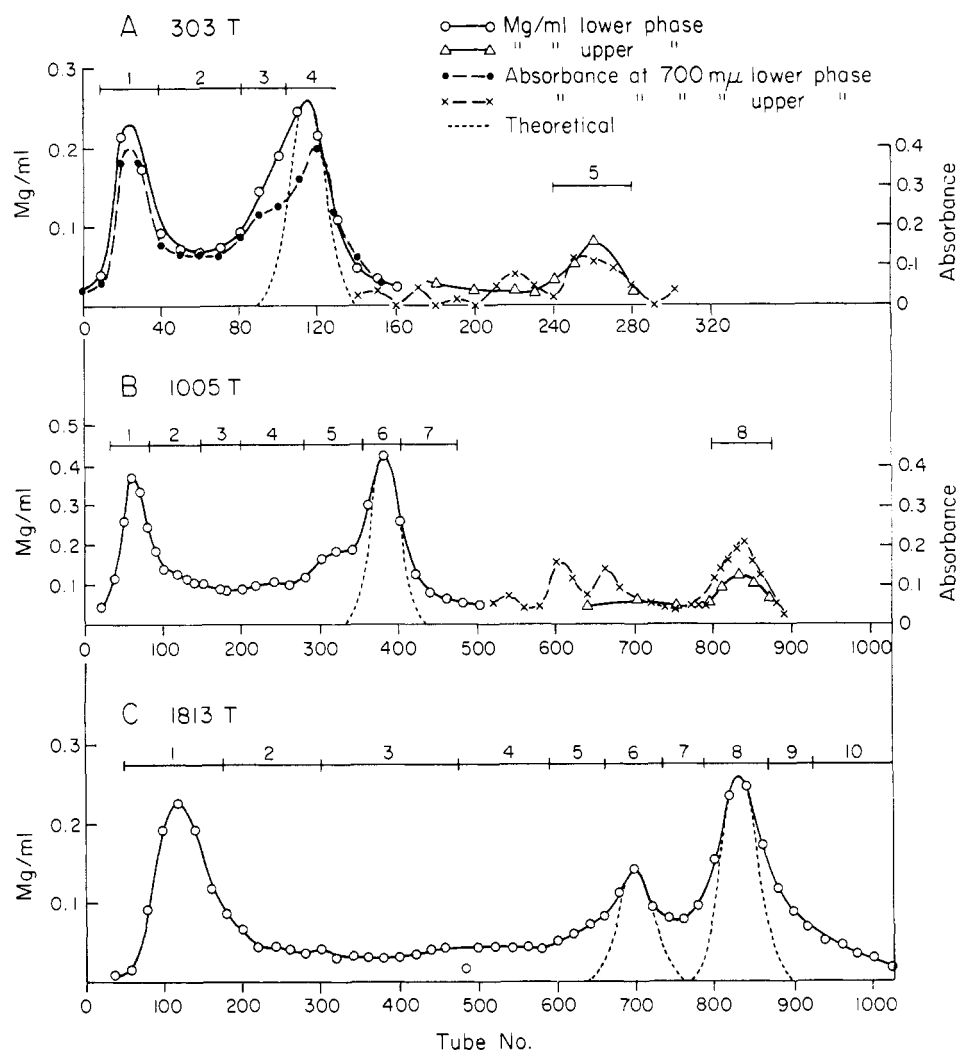 A 303 T
Mg/ml lower phase
" " upper "
Absorbance at 700 mμ lower phase
" " " " upper "
Theoretical
1 2 3 4
5
0.3
0.2
0.1
Mg/ml
0.4
0.3
0.2
0.1
0
Absorbance
0 40 80 120 160 200 240 280 320
B 1005 T
1 2 3 4 5 6 7
8
0.5
0.4
0.3
0.2
0.1
Mg/ml
0.4
0.3
0.2
0.1
0
Absorbance
0 100 200 300 400 500 600 700 800 900 1000
C 1813 T
1 2 3 4 5 6 7 8 9 10
0.3
0.2
0.1
Mg/ml
0 100 200 300 400 500 600 700 800 900 1000
Tube No.